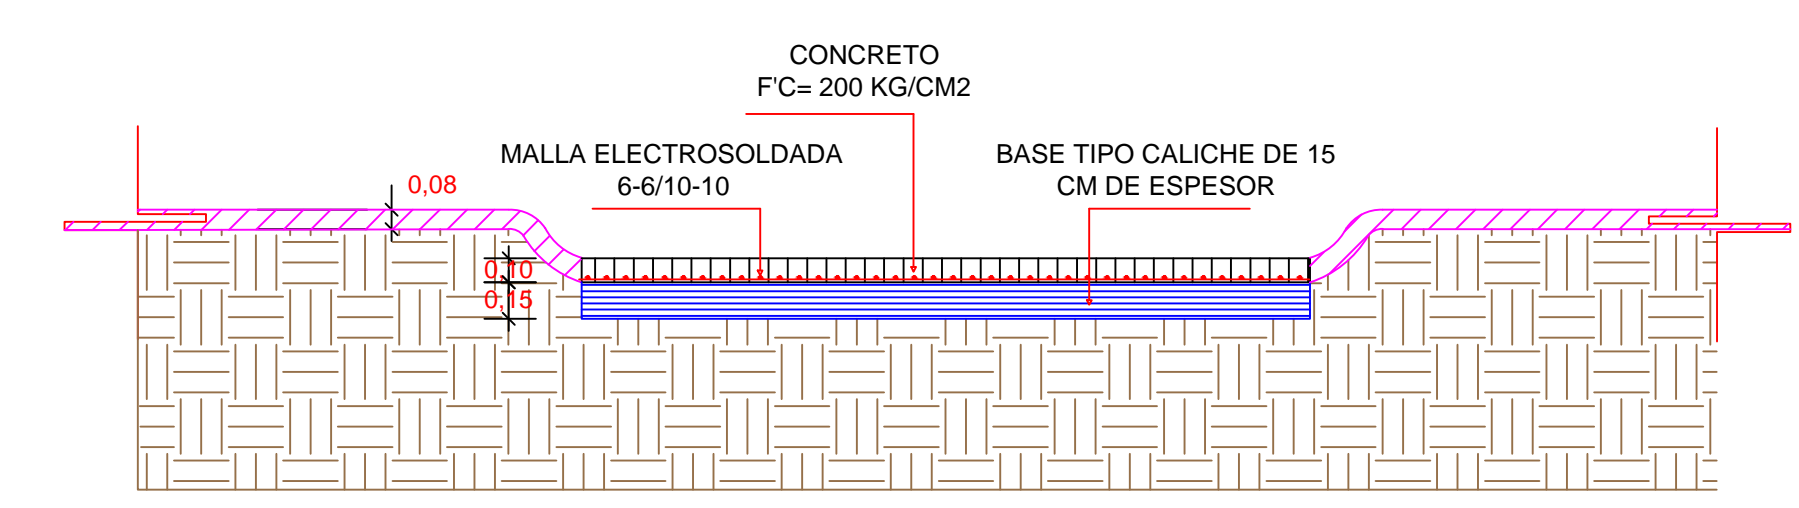 CONCRETO
F'C= 200 KG/CM2
MALLA ELECTROSOLDADA
6-6/10-10
BASE TIPO CALICHE DE 15
CM DE ESPESOR
0,08
0,10
0,15